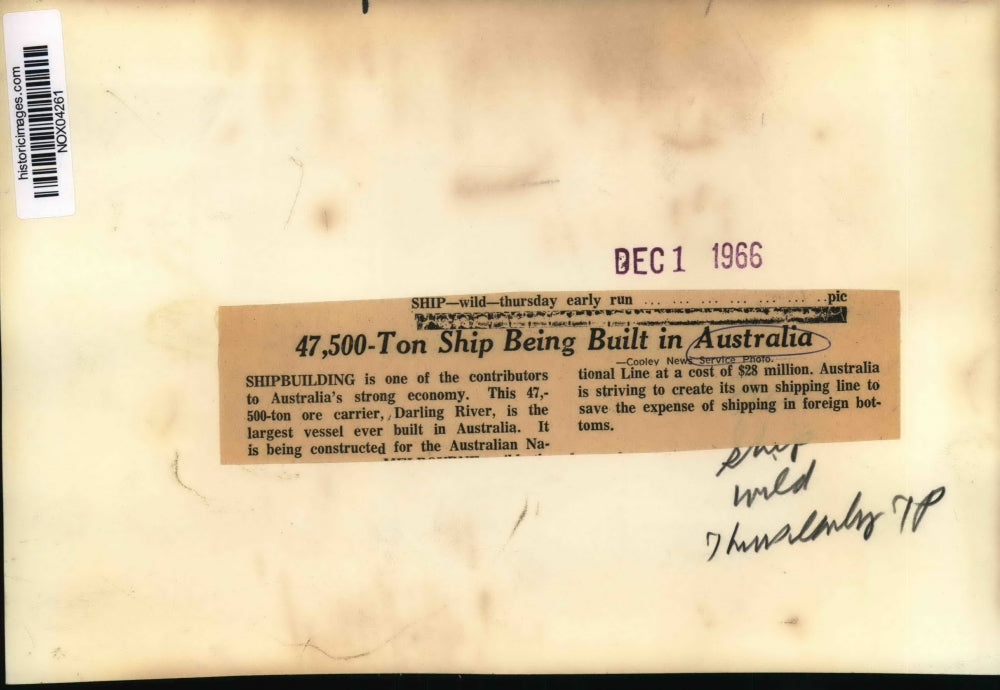 historicimages.com
NOX04261
DEC 1 1966
SHIP—wild—thursday early run .. .. ... ... ... ... ... ..pic
47,500-Ton Ship Being Built in Australia
—Cooley News Service Photo.
SHIPBUILDING is one of the contributors
to Australia's strong economy. This 47,-
500-ton ore carrier, Darling River, is the
largest vessel ever built in Australia. It
is being constructed for the Australian Na-
tional Line at a cost of $28 million. Australia
is striving to create its own shipping line to
save the expense of shipping in foreign bot-
toms.
ship
wild